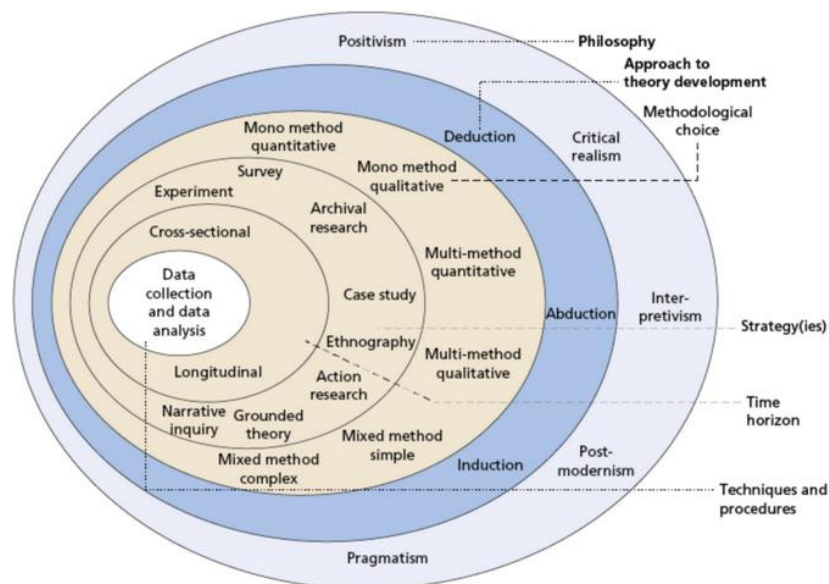 Positivism
Philosophy
Approach to
theory development
Methodological
choice
Deduction
Critical
realism
Mono method
quantitative
Mono method
qualitative
Survey
Experiment
Archival
research
Cross-sectional
Multi-method
quantitative
Data
collection
and data
analysis
Case study
Abduction
Inter-
pretivism
Strategy(ies)
Ethnography
Multi-method
qualitative
Longitudinal
Action
research
Time
horizon
Narrative
inquiry
Grounded
theory
Mixed method
simple
Mixed method
complex
Induction
Post-
modernism
Techniques and
procedures
Pragmatism